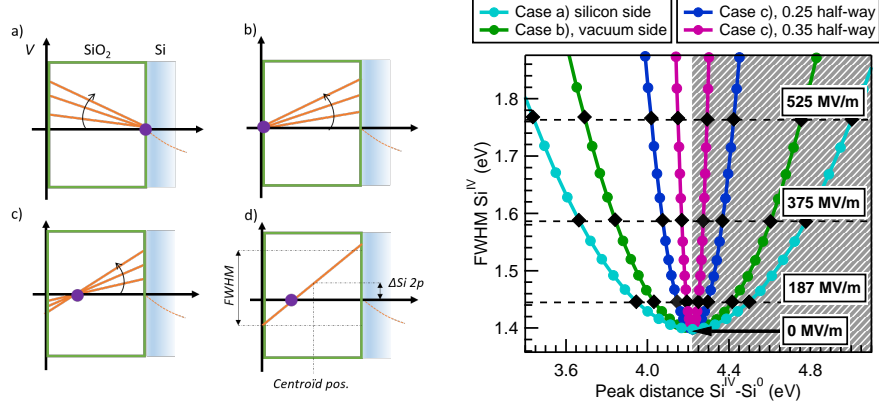 a)
V
SiO2
Si
b)
c)
d)
FWHM
ΔSi 2p
Centroid pos.
Case a) silicon side
Case b), vacuum side
Case c), 0.25 half-way
Case c), 0.35 half-way
FWHM Si^IV (eV)
1.8
1.7
1.6
1.5
1.4
525 MV/m
375 MV/m
187 MV/m
0 MV/m
3.6
4.0
4.4
4.8
Peak distance Si^IV-Si^0 (eV)